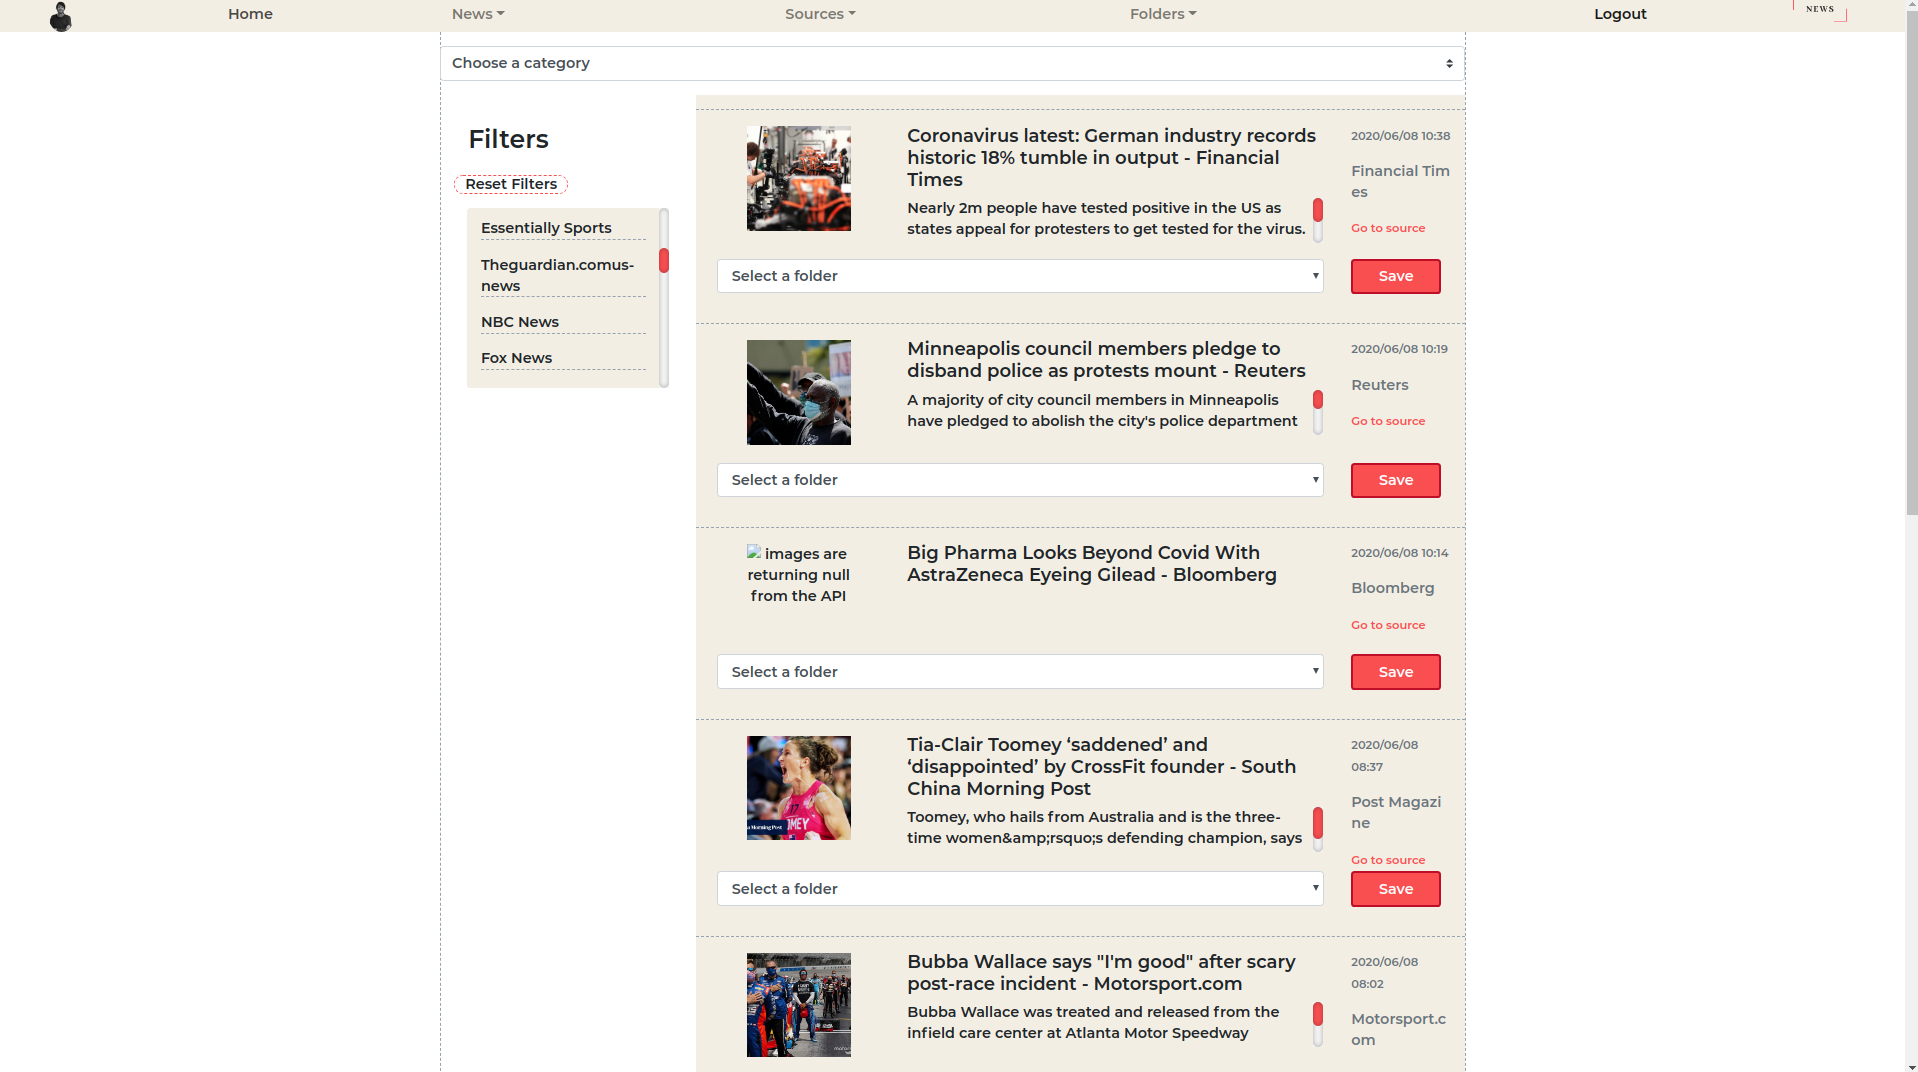 Home
News
Sources
Folders
Logout
NEWS
Choose a category
Filters
Reset Filters
Essentially Sports
Theguardian.comus-
news
NBC News
Fox News
Coronavirus latest: German industry records
historic 18% tumble in output - Financial
Times
Nearly 2m people have tested positive in the US as
states appeal for protesters to get tested for the virus.
2020/06/08 10:38
Financial Tim
es
Go to source
Select a folder
Save
Minneapolis council members pledge to
disband police as protests mount - Reuters
A majority of city council members in Minneapolis
have pledged to abolish the city's police department
2020/06/08 10:19
Reuters
Go to source
Select a folder
Save
images are
returning null
from the API
Big Pharma Looks Beyond Covid With
AstraZeneca Eyeing Gilead - Bloomberg
2020/06/08 10:14
Bloomberg
Go to source
Select a folder
Save
OMEY
a Morning Post
Tia-Clair Toomey ‘saddened’ and
‘disappointed’ by CrossFit founder - South
China Morning Post
Toomey, who hails from Australia and is the three-
time women&amp;rsquo;s defending champion, says
2020/06/08
08:37
Post Magazi
ne
Go to source
Select a folder
Save
Bubba Wallace says "I'm good" after scary
post-race incident - Motorsport.com
Bubba Wallace was treated and released from the
infield care center at Atlanta Motor Speedway
2020/06/08
08:02
Motorsport.c
om